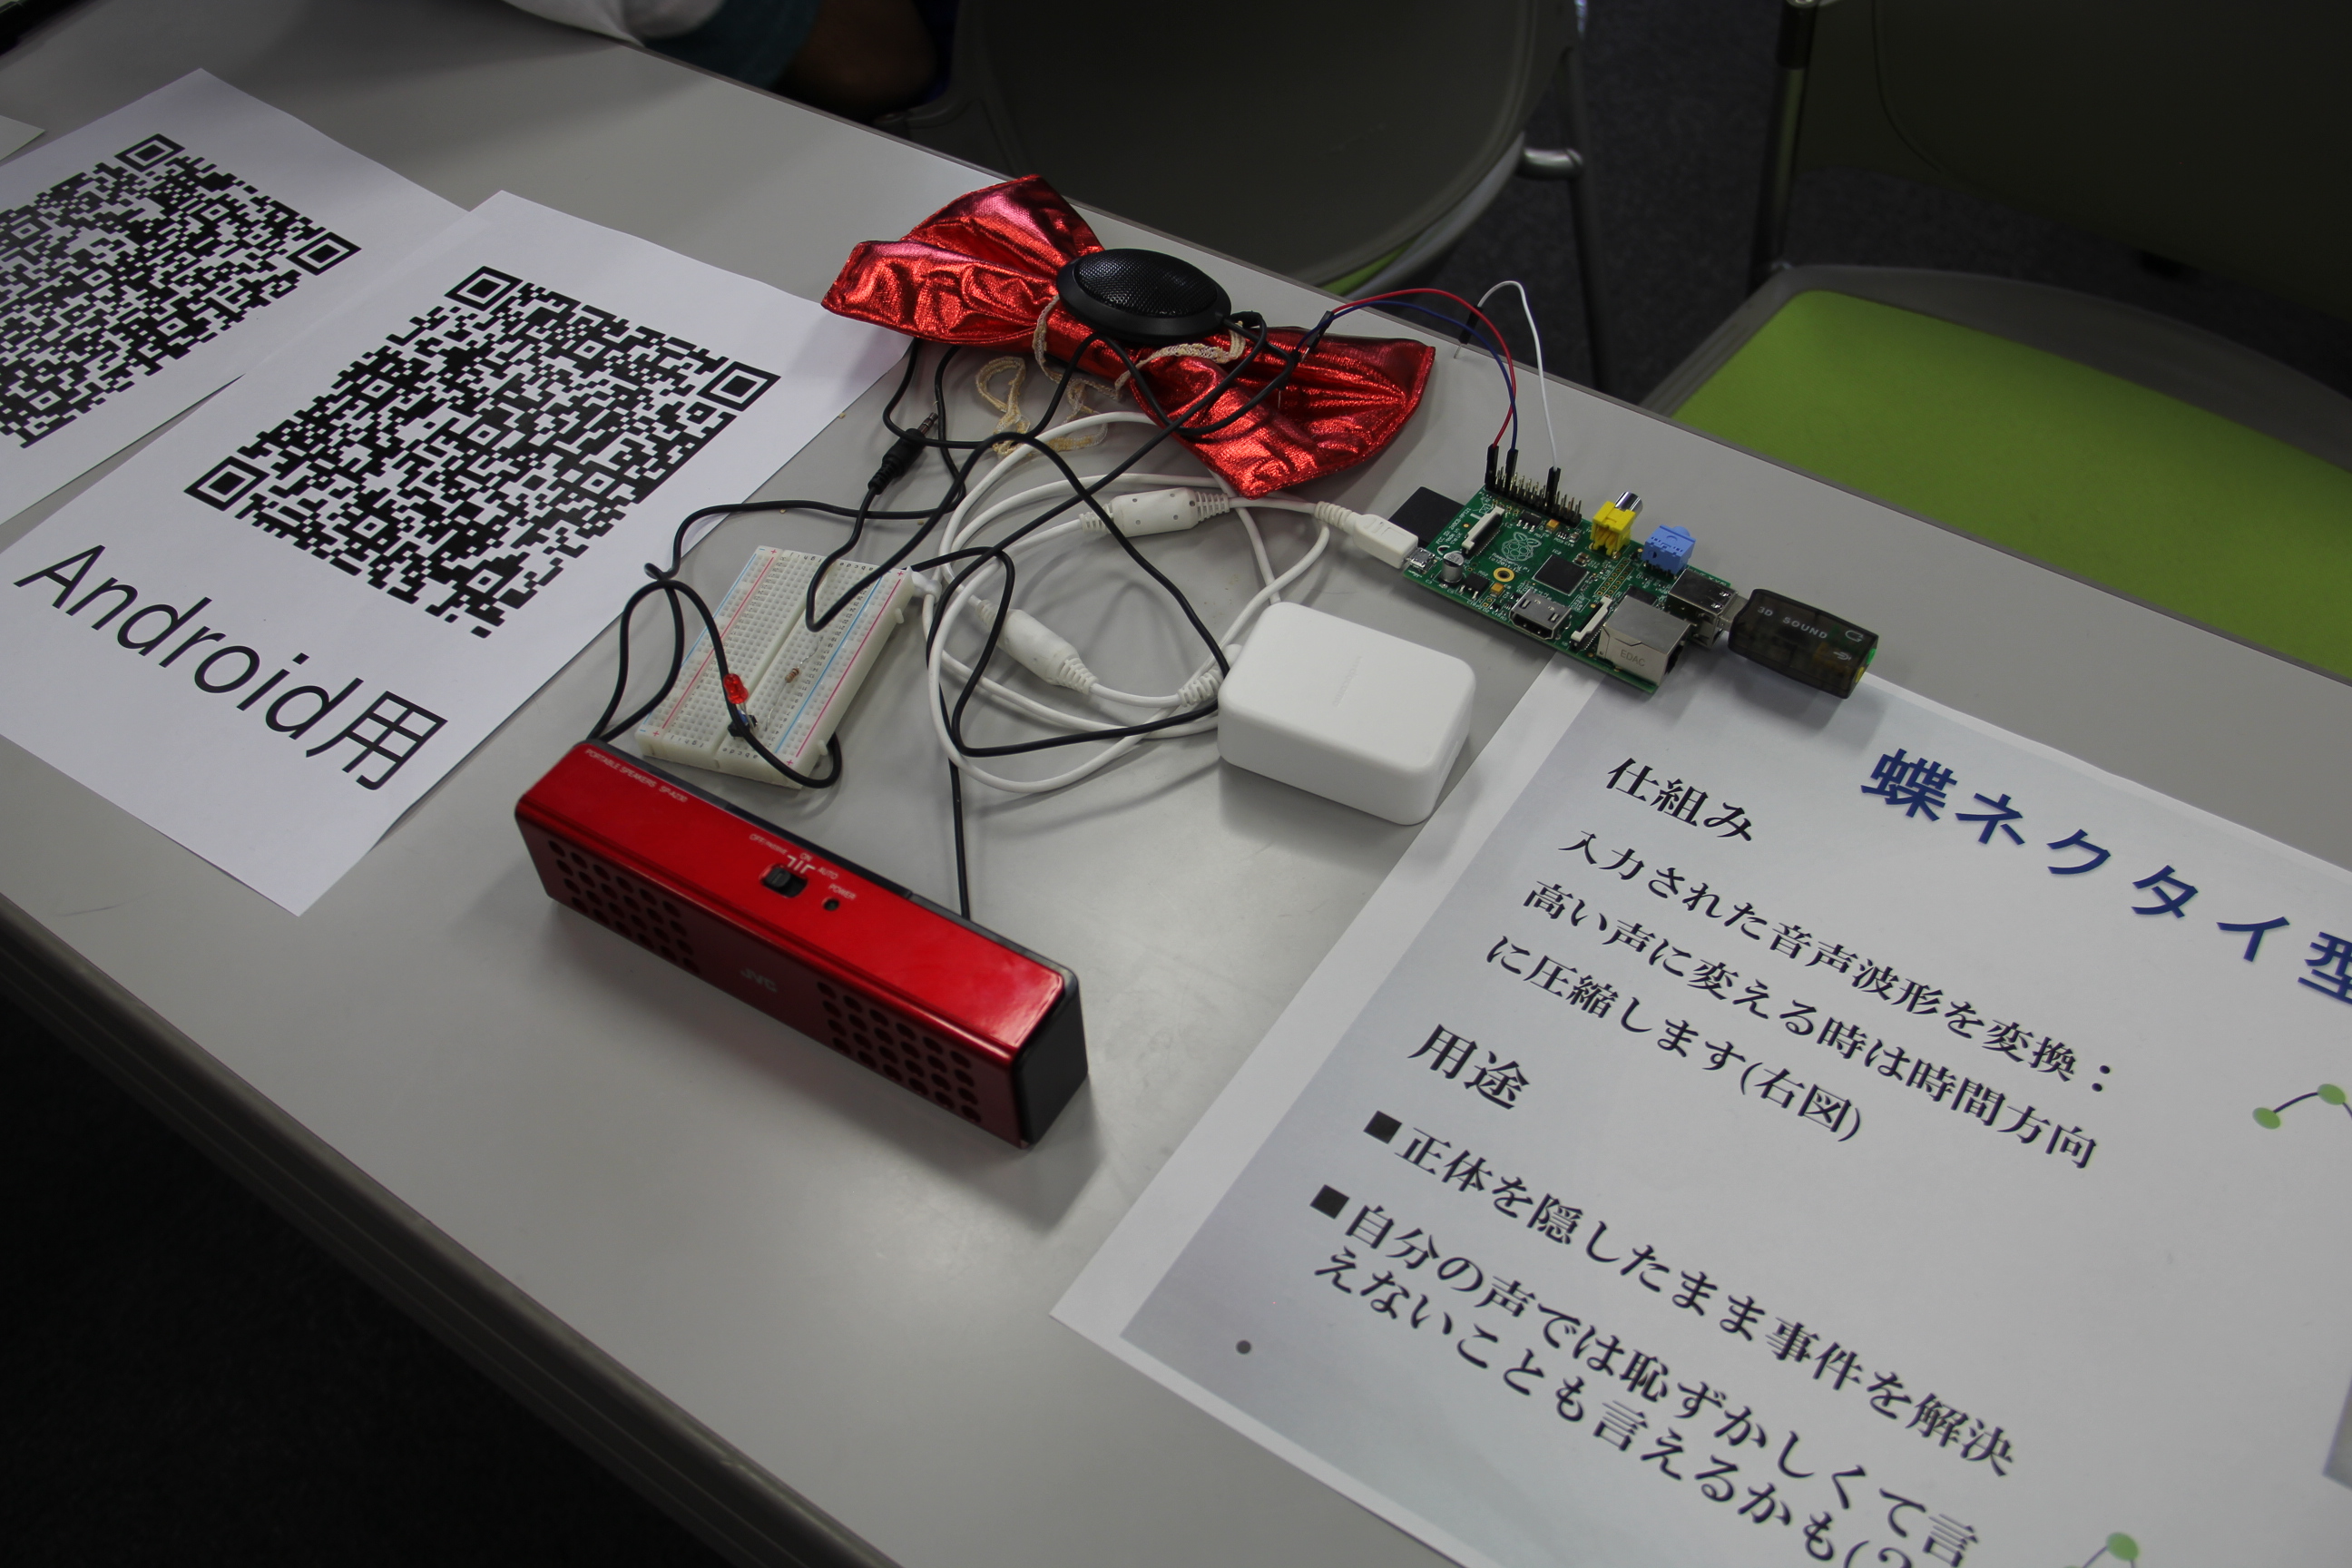 Android用
PORTABLE SPEAKERS SP-A230
ON
AUTO
POWER
JVC
3D SOUND
EDAC
蝶ネクタイ型
仕組み
入力された音声波形を変換：
高い声に変える時は時間方向
に圧縮します(右図)
用途
■正体を隠したまま事件を解決
■自分の声では恥ずかしくて言
えないことも言えるかも(?